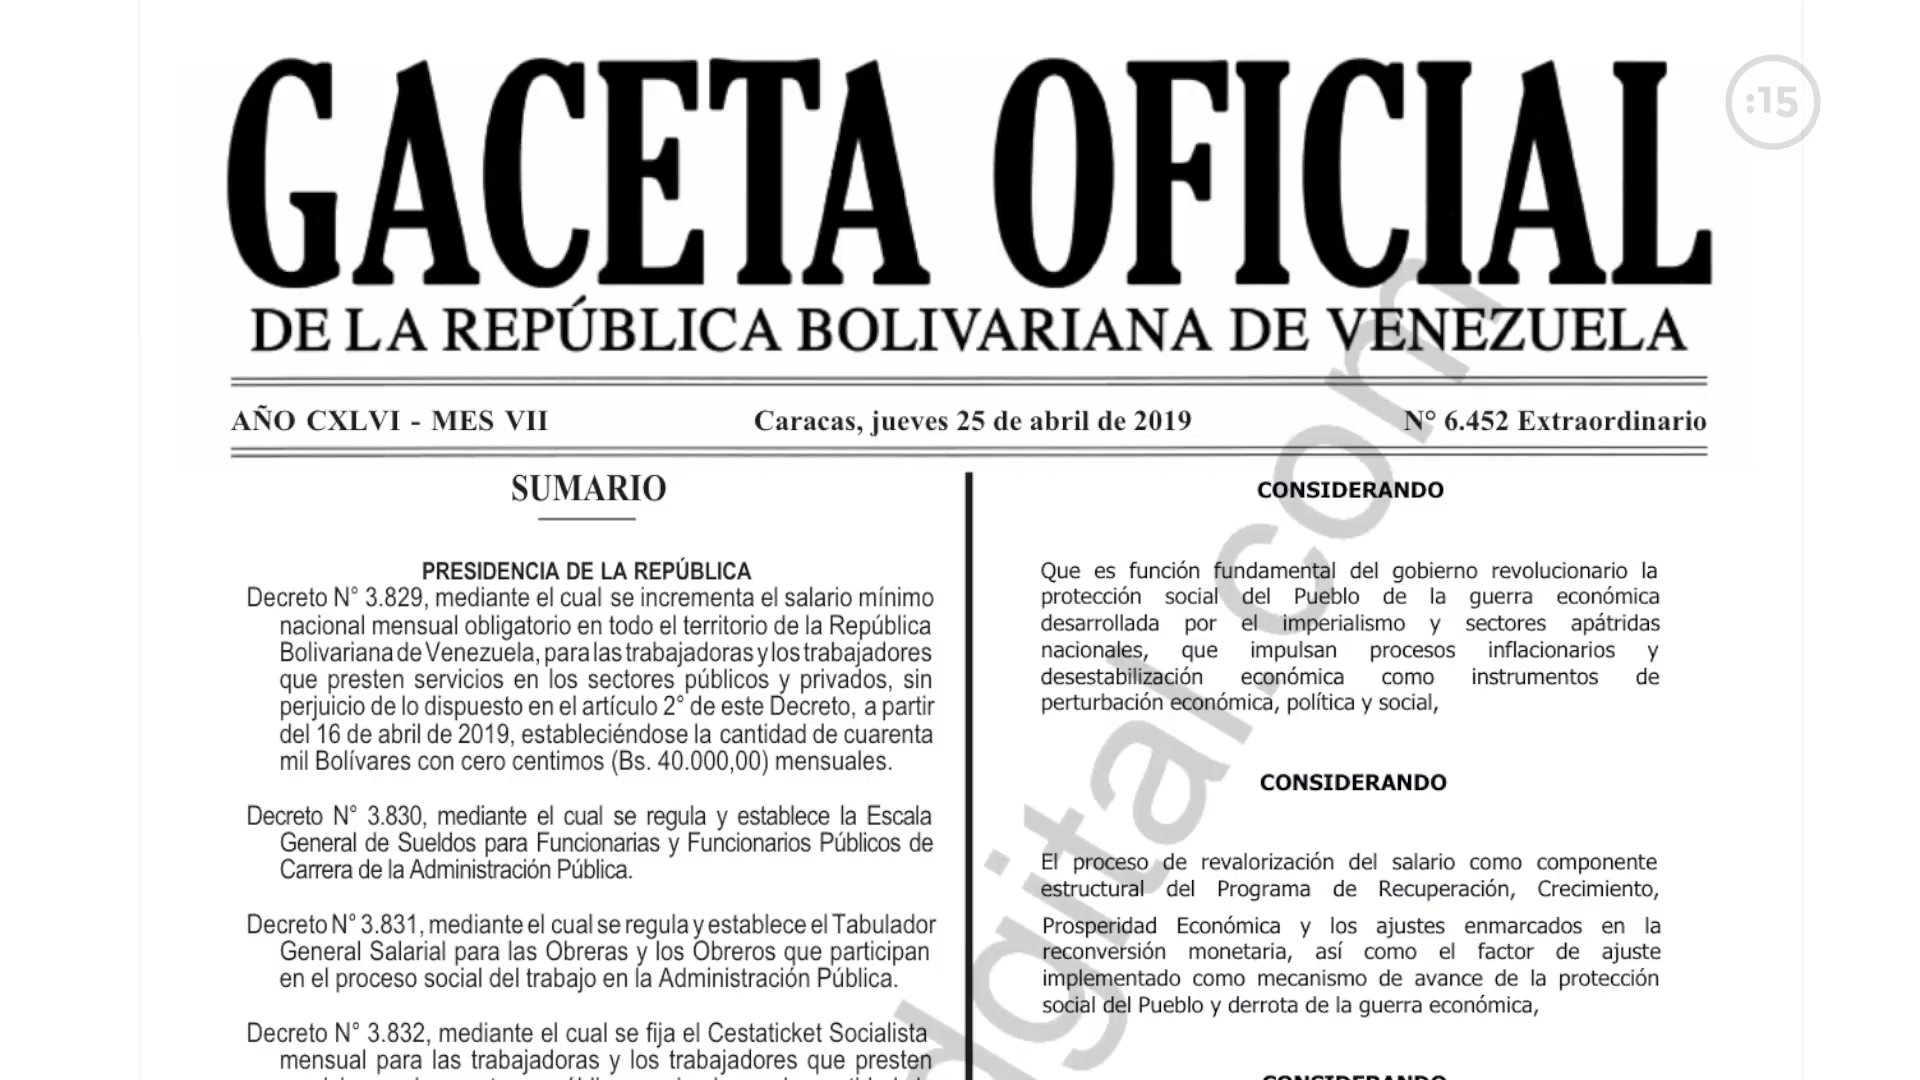 GACETA OFICIAL
DE LA REPÚBLICA BOLIVARIANA DE VENEZUELA
:15
AÑO CXLVI - MES VII Caracas, jueves 25 de abril de 2019 N° 6.452 Extraordinario
SUMARIO
PRESIDENCIA DE LA REPÚBLICA
Decreto N° 3.829, mediante el cual se incrementa el salario mínimo
nacional mensual obligatorio en todo el territorio de la República
Bolivariana de Venezuela, para las trabajadoras y los trabajadores
que presten servicios en los sectores públicos y privados, sin
perjuicio de lo dispuesto en el artículo 2° de este Decreto, a partir
del 16 de abril de 2019, estableciéndose la cantidad de cuarenta
mil Bolívares con cero centimos (Bs. 40.000,00) mensuales.
Decreto N° 3.830, mediante el cual se regula y establece la Escala
General de Sueldos para Funcionarias y Funcionarios Públicos de
Carrera de la Administración Pública.
Decreto N° 3.831, mediante el cual se regula y establece el Tabulador
General Salarial para las Obreras y los Obreros que participan
en el proceso social del trabajo en la Administración Pública.
Decreto N° 3.832, mediante el cual se fija el Cestaticket Socialista
mensual para las trabajadoras y los trabajadores que presten
CONSIDERANDO
Que es función fundamental del gobierno revolucionario la
protección social del Pueblo de la guerra económica
desarrollada por el imperialismo y sectores apátridas
nacionales, que impulsan procesos inflacionarios y
desestabilización económica como instrumentos de
perturbación económica, política y social,
CONSIDERANDO
El proceso de revalorización del salario como componente
estructural del Programa de Recuperación, Crecimiento,
Prosperidad Económica y los ajustes enmarcados en la
reconversión monetaria, así como el factor de ajuste
implementado como mecanismo de avance de la protección
social del Pueblo y derrota de la guerra económica,
CONSIDERANDO
dgital.com